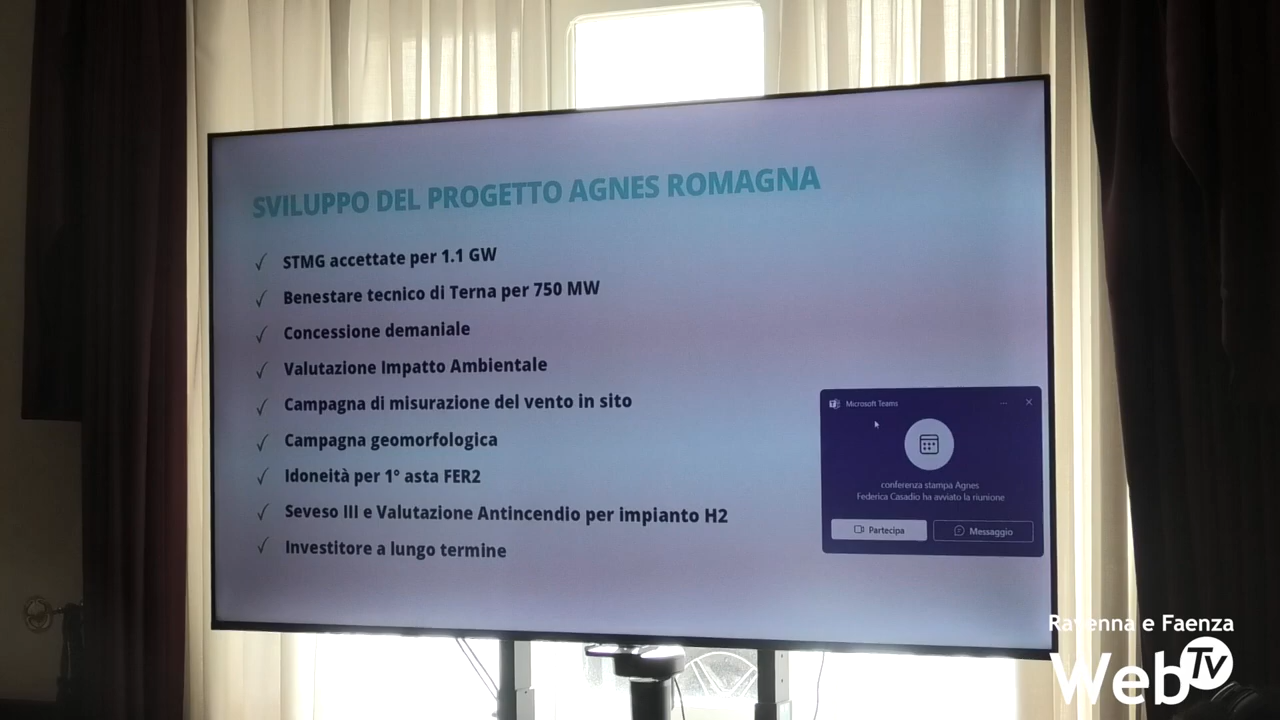 SVILUPPO DEL PROGETTO AGNES ROMAGNA
✓ STMG accettate per 1.1 GW
✓ Benestare tecnico di Terna per 750 MW
✓ Concessione demaniale
✓ Valutazione Impatto Ambientale
✓ Campagna di misurazione del vento in sito
✓ Campagna geomorfologica
✓ Idoneità per 1° asta FER2
✓ Seveso III e Valutazione Antincendio per impianto H2
✓ Investitore a lungo termine
Microsoft Teams
conferenza stampa Agnes
Federica Casadio ha avviato la riunione
Partecipa
Messaggio
Ravenna e Faenza
Web Tv